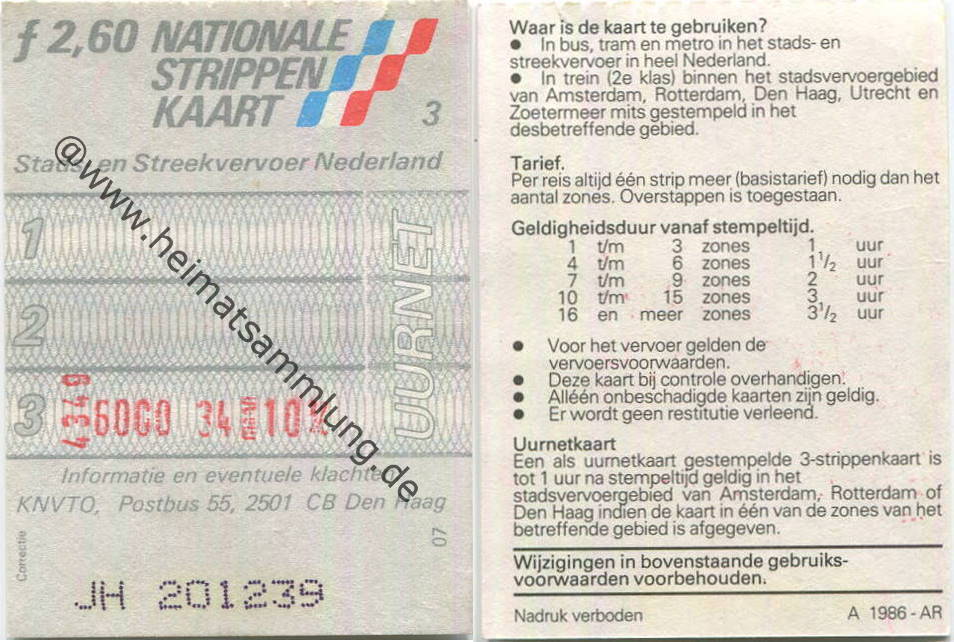 f 2,60 NATIONALE
STRIPPEN
KAART 3
Stads- en Streekvervoer Nederland
1
2
3
UURNET
4349
6000 34 10
Informatie en eventuele klachten
KNVTO, Postbus 55, 2501 CB Den Haag
Correctie
07
JH 201239
@www.heimatsammlung.de
Waar is de kaart te gebruiken?
● In bus, tram en metro in het stads- en
streekvervoer in heel Nederland.
● In trein (2e klas) binnen het stadsvervoergebied
van Amsterdam, Rotterdam, Den Haag, Utrecht en
Zoetermeer mits gestempeld in het
desbetreffende gebied.
Tarief.
Per reis altijd één strip meer (basistarief) nodig dan het
aantal zones. Overstappen is toegestaan.
Geldigheidsduur vanaf stempeltijd.
1 t/m 3 zones 1 uur
4 t/m 6 zones 1 1/2 uur
7 t/m 9 zones 2 uur
10 t/m 15 zones 3 uur
16 en meer zones 3 1/2 uur
● Voor het vervoer gelden de
vervoersvoorwaarden.
● Deze kaart bij controle overhandigen.
● Alléén onbeschadigde kaarten zijn geldig.
● Er wordt geen restitutie verleend.
Uurnetkaart
Een als uurnetkaart gestempelde 3-strippenkaart is
tot 1 uur na stempeltijd geldig in het
stadsvervoergebied van Amsterdam, Rotterdam of
Den Haag indien de kaart in één van de zones van het
betreffende gebied is afgegeven.
Wijzigingen in bovenstaande gebruiks-
voorwaarden voorbehouden.
Nadruk verboden A 1986 - AR